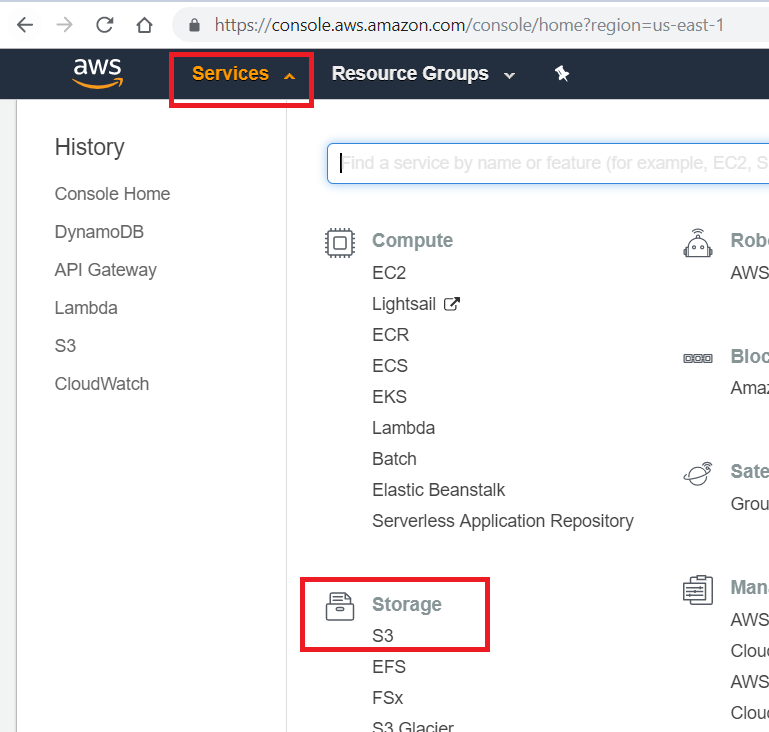 https://console.aws.amazon.com/console/home?region=us-east-1
aws
Services
Resource Groups
History
Console Home
DynamoDB
API Gateway
Lambda
S3
CloudWatch
Find a service by name or feature (for example, EC2, S
Compute
EC2
Lightsail
ECR
ECS
EKS
Lambda
Batch
Elastic Beanstalk
Serverless Application Repository
Storage
S3
EFS
FSx
S3 Glacier
Rob
AWS
Bloc
Amaz
Sate
Grou
Man
AWS
Clou
AWS
Clou